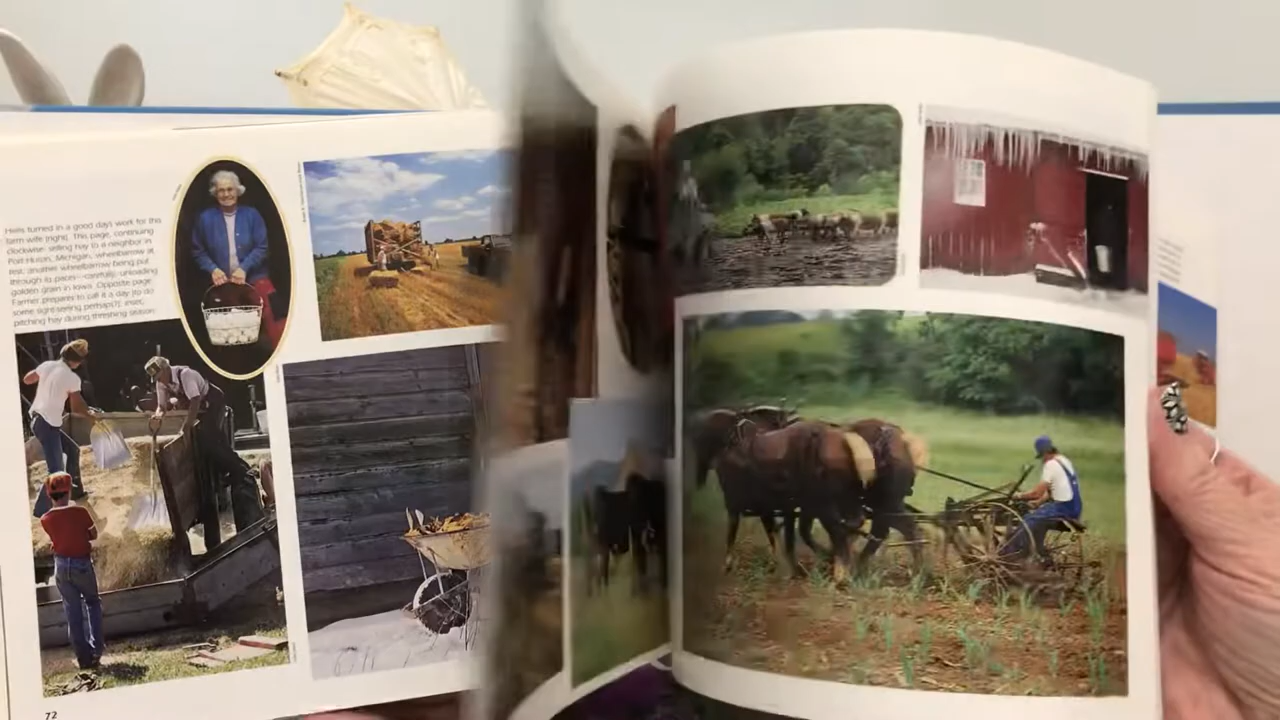 Hens turned in a good day's work for this
farm wife (right). This page, continuing
clockwise: selling hay to a neighbor in
Port Huron, Michigan, wheelbarrow at
rest; another wheelbarrow being put
through its paces—carefully; unloading
golden grain in Iowa. Opposite page:
Farmer prepares to call it a day (to do
some sight-seeing perhaps?); inset,
pitching hay during threshing season.
72